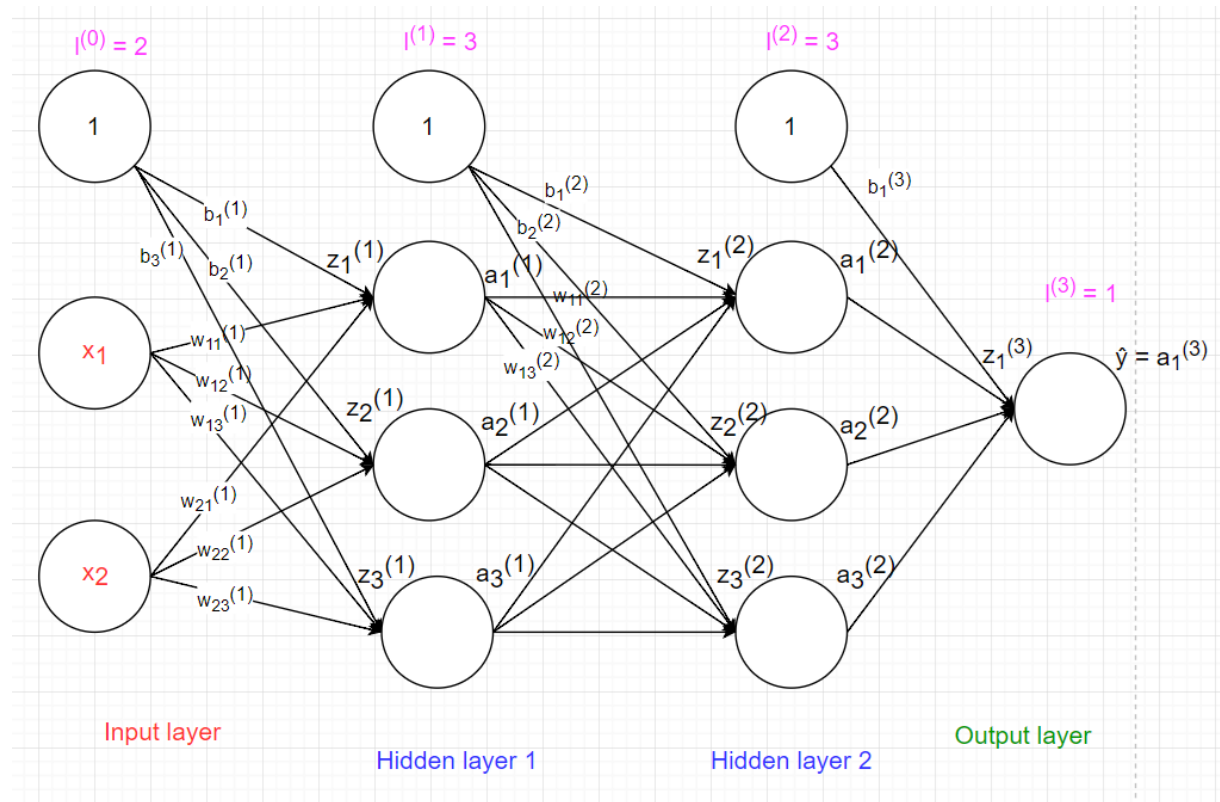 l⁽⁰⁾ = 2
l⁽¹⁾ = 3
l⁽²⁾ = 3
1
1
1
b₁⁽¹⁾
b₁⁽²⁾
b₁⁽³⁾
b₃⁽¹⁾
b₂⁽¹⁾
b₂⁽²⁾
z₁⁽¹⁾
a₁⁽¹⁾
z₁⁽²⁾
a₁⁽²⁾
l⁽³⁾ = 1
w₁₁⁽²⁾
w₁₂⁽²⁾
w₁₃⁽²⁾
x₁
w₁₁⁽¹⁾
w₁₂⁽¹⁾
w₁₃⁽¹⁾
z₁⁽³⁾
ŷ = a₁⁽³⁾
z₂⁽¹⁾
a₂⁽¹⁾
z₂⁽²⁾
a₂⁽²⁾
w₂₁⁽¹⁾
w₂₂⁽¹⁾
w₂₃⁽¹⁾
x₂
z₃⁽¹⁾
a₃⁽¹⁾
z₃⁽²⁾
a₃⁽²⁾
Input layer
Hidden layer 1
Hidden layer 2
Output layer